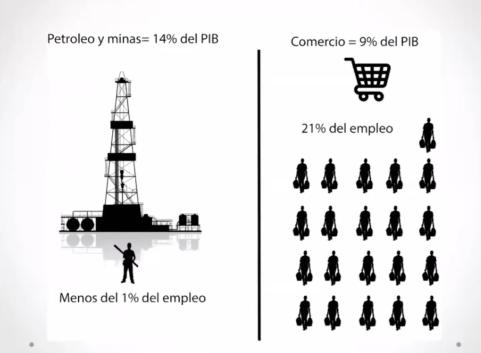 Petroleo y minas= 14% del PIB
Menos del 1% del empleo
Comercio = 9% del PIB
21% del empleo